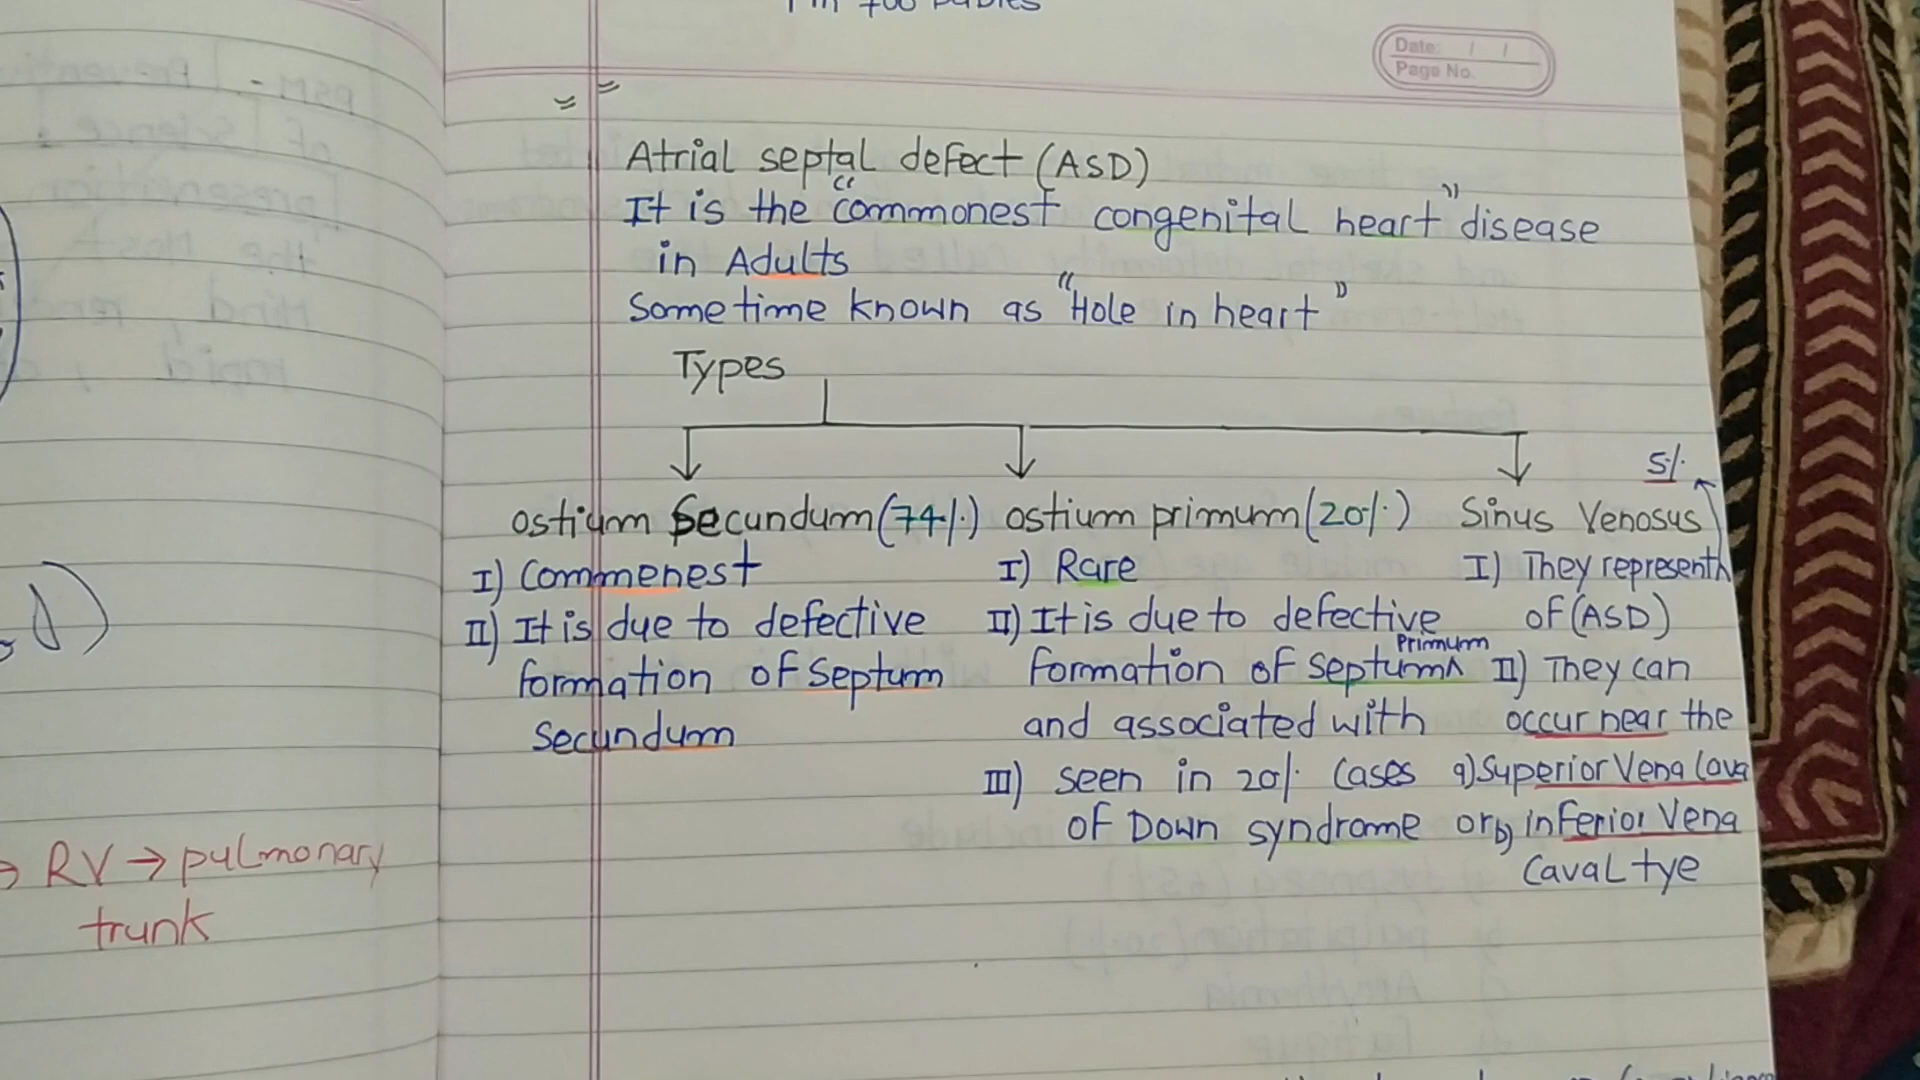 Date: / /
Page No.
Atrial septal defect (ASD)
It is the "commonest congenital heart" disease
in Adults
Sometime known as "Hole in heart"
Types
5%
ostium Secundum (74%)
I) Commenest
II) It is due to defective
formation of Septum
Secundum
ostium primum (20%)
I) Rare
II) It is due to defective
formation of septum Primum
and associated with
III) seen in 20% Cases
of Down syndrome
Sinus Venosus
I) They represent
of (ASD)
II) They can
occur near the
a) Superior Vena Cava
or b) inferior Vena
Caval tye
RV → pulmonary
trunk